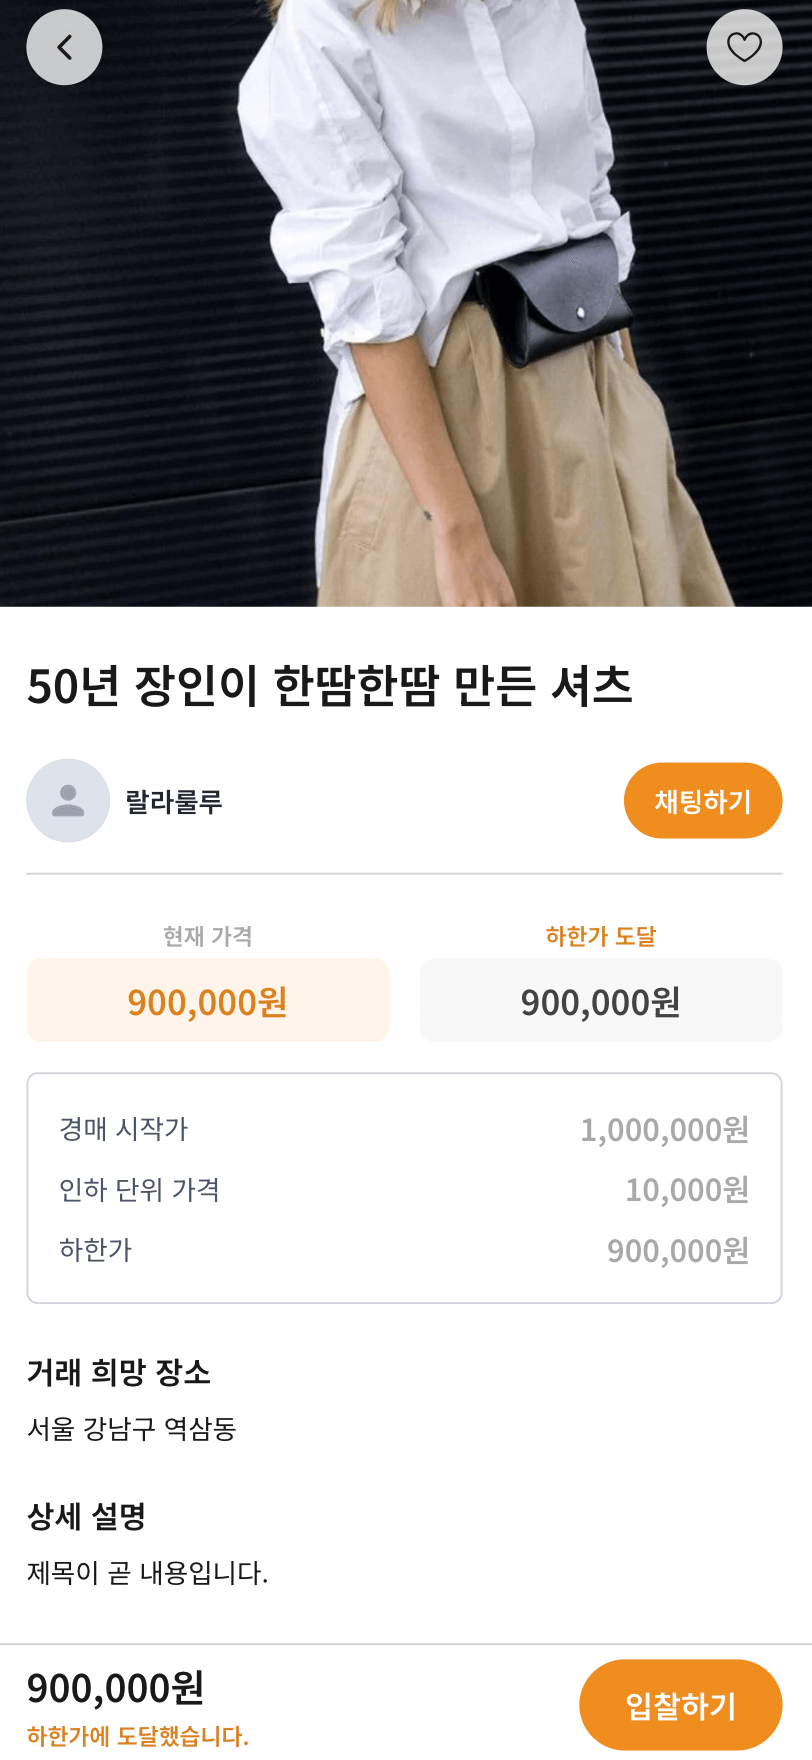 50년 장인이 한땀한땀 만든 셔츠
랄라룰루
채팅하기
현재 가격
하한가 도달
900,000원
900,000원
경매 시작가
1,000,000원
인하 단위 가격
10,000원
하한가
900,000원
거래 희망 장소
서울 강남구 역삼동
상세 설명
제목이 곧 내용입니다.
900,000원
하한가에 도달했습니다.
입찰하기